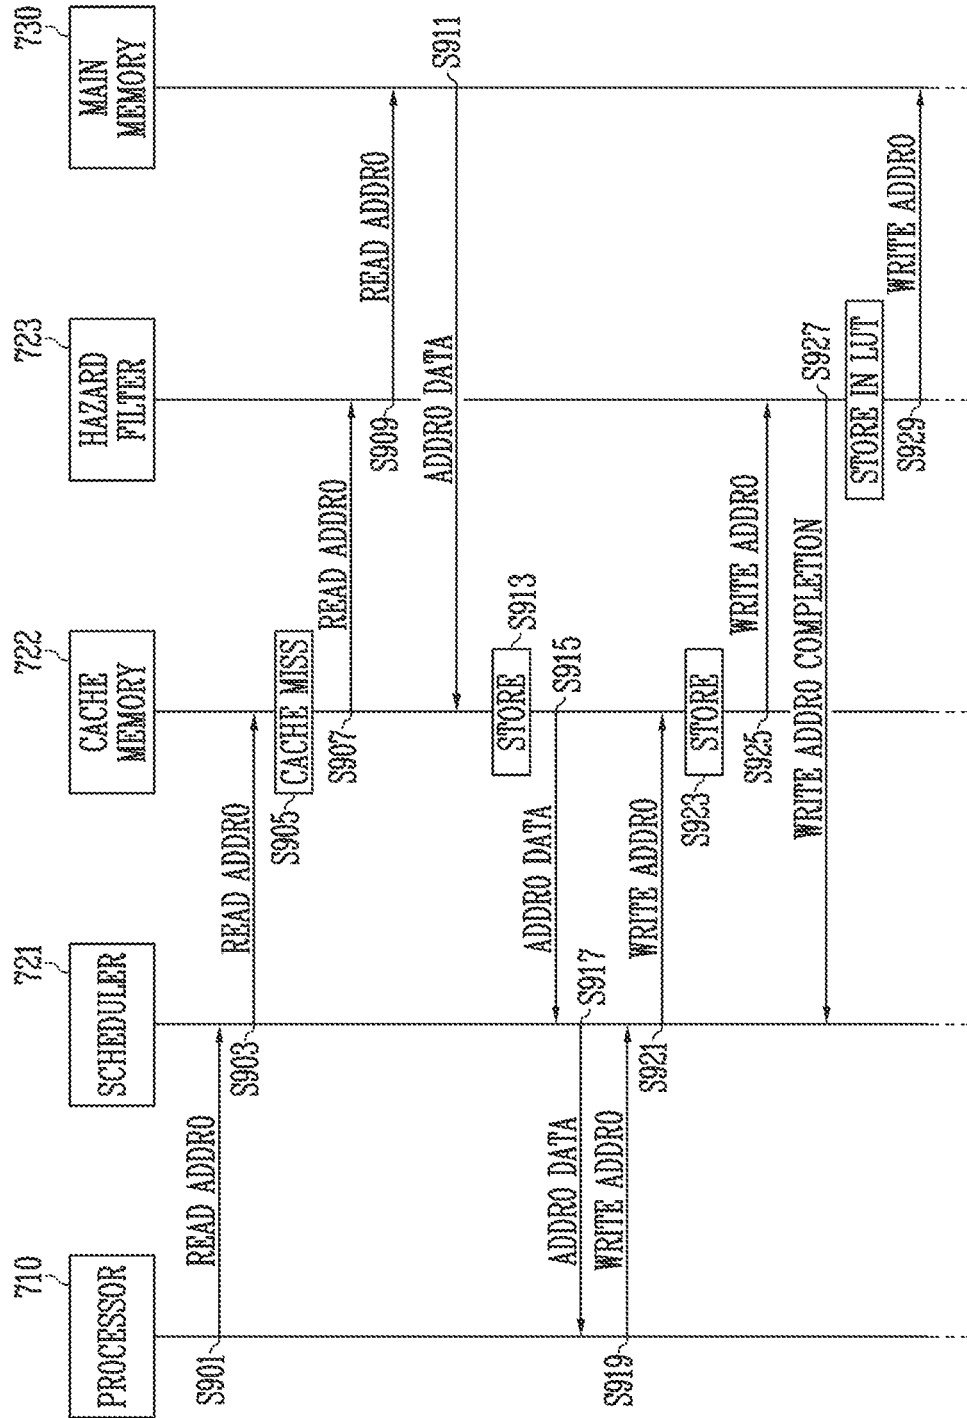 710
PROCESSOR
721
SCHEDULER
722
CACHE
MEMORY
723
HAZARD
FILTER
730
MAIN
MEMORY
S901
READ ADDR0
S903
READ ADDR0
S905
CACHE MISS
S907
READ ADDR0
S909
READ ADDR0
S911
ADDR0 DATA
STORE
S913
S915
ADDR0 DATA
S917
ADDR0 DATA
S919
WRITE ADDR0
S921
WRITE ADDR0
S923
STORE
S925
WRITE ADDR0
S927
WRITE ADDR0 COMPLETION
STORE IN LUT
S929
WRITE ADDR0